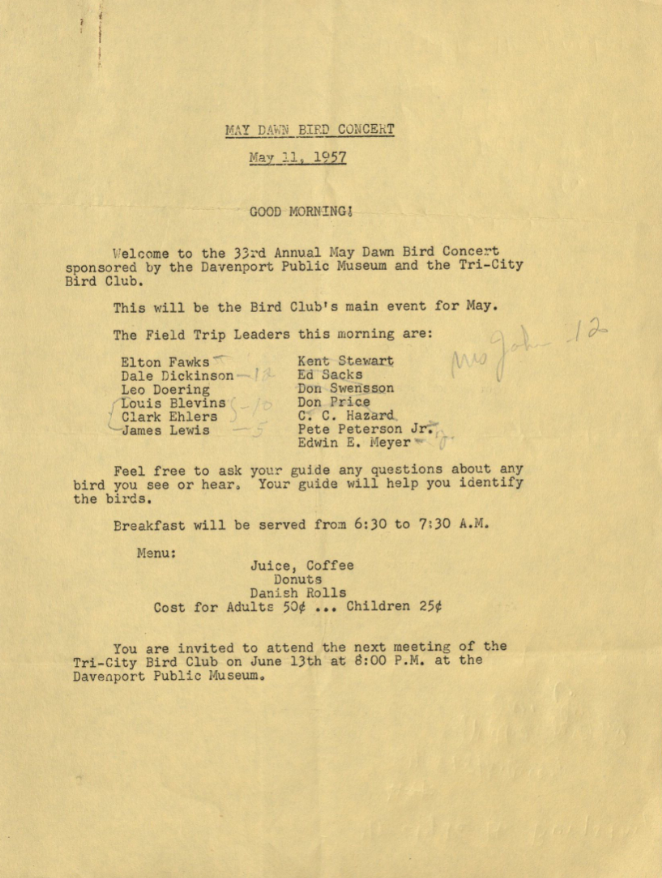 MAY DAWN BIRD CONCERT
May 11, 1957
GOOD MORNING!
Welcome to the 33rd Annual May Dawn Bird Concert
sponsored by the Davenport Public Museum and the Tri-City
Bird Club.
This will be the Bird Club's main event for May.
The Field Trip Leaders this morning are:
Mrs John - 12
Elton Fawks Kent Stewart
Dale Dickinson - 12 Ed Sacks
Leo Doering Don Swensson
Louis Blevins Don Price
Clark Ehlers - 10 C. C. Hazard
James Lewis - 5 Pete Peterson Jr.
Edwin E. Meyer
Feel free to ask your guide any questions about any
bird you see or hear. Your guide will help you identify
the birds.
Breakfast will be served from 6:30 to 7:30 A.M.
Menu:
Juice, Coffee
Donuts
Danish Rolls
Cost for Adults 50¢ ... Children 25¢
You are invited to attend the next meeting of the
Tri-City Bird Club on June 13th at 8:00 P.M. at the
Davenport Public Museum.